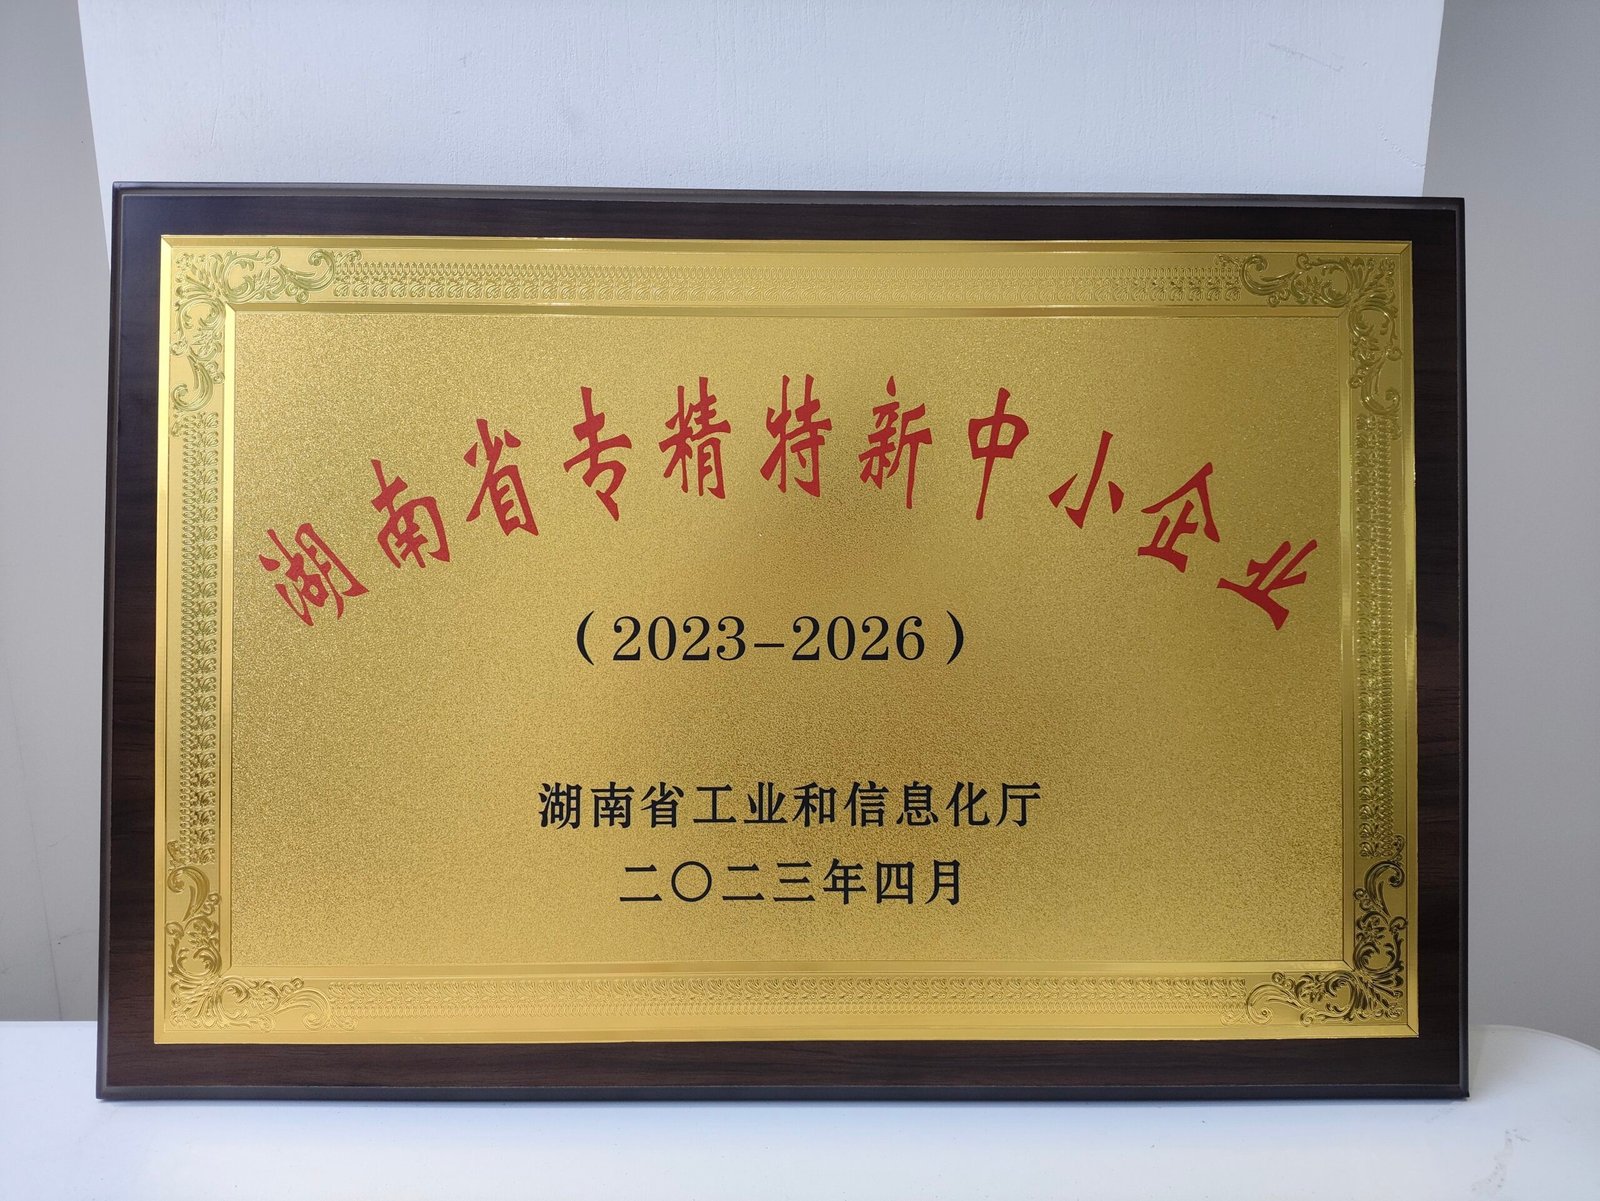 湖南省专精特新中小企业
（2023-2026）
湖南省工业和信息化厅
二〇二三年四月